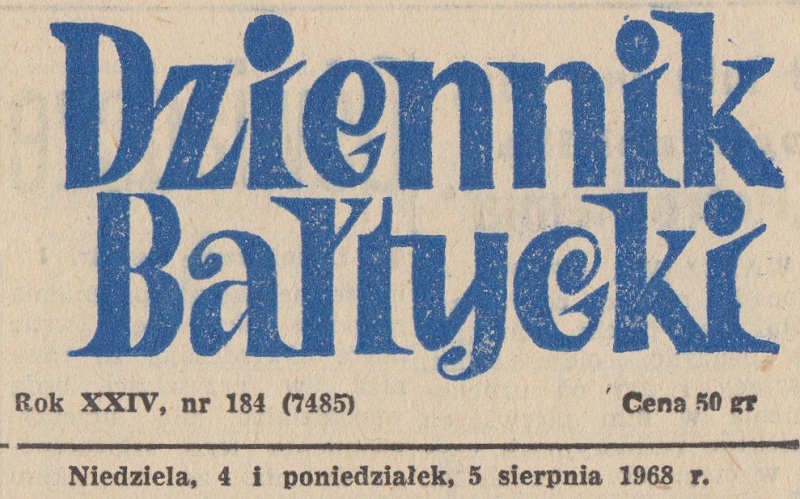 Dziennik
Bałtycki
Rok XXIV, nr 184 (7485) Cena 50 gr
Niedziela, 4 i poniedziałek, 5 sierpnia 1968 r.